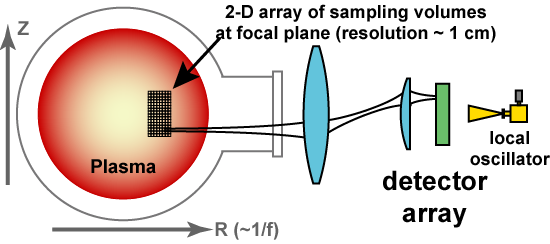 2-D array of sampling volumes
at focal plane (resolution ~ 1 cm)
Z
Plasma
local
oscillator
detector
array
R (~1/f)